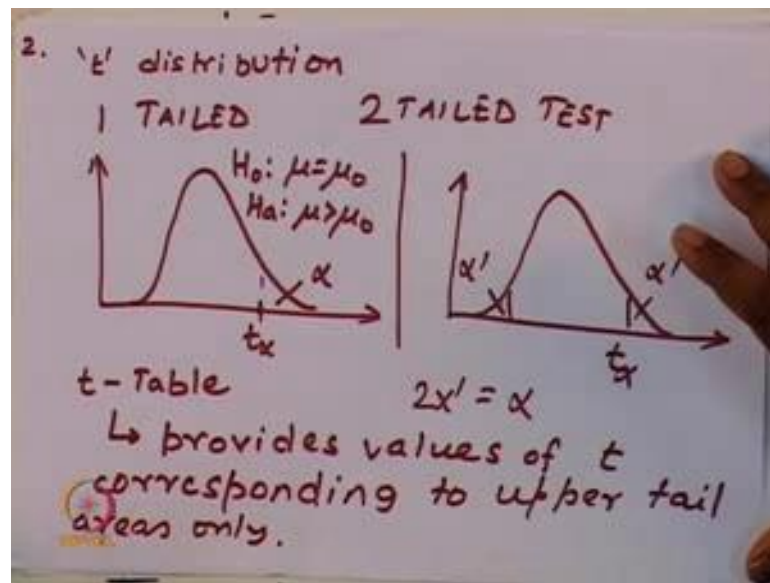 2. 't' distribution
1 TAILED
2 TAILED TEST
H₀: μ=μ₀
Ha: μ>μ₀
α
tα
α'
α'
tα
t-Table
2α' = α
↳ provides values of t
corresponding to upper tail
areas only.